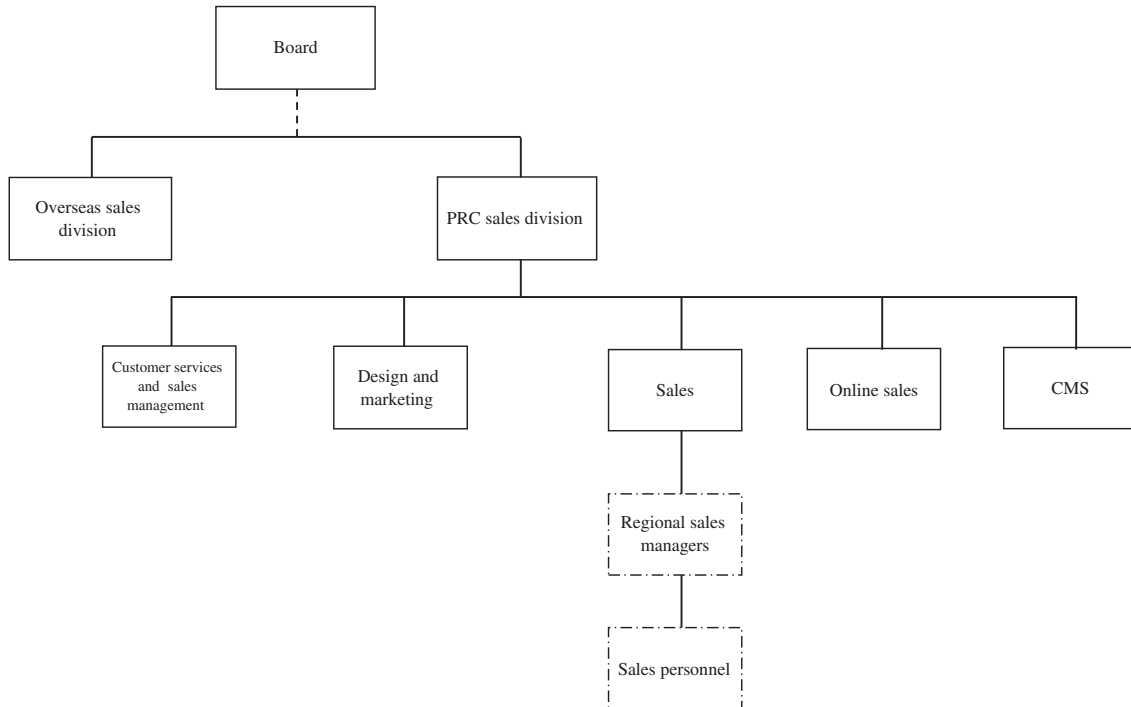 Board
Overseas sales
division
PRC sales division
Customer services
and sales
management
Design and
marketing
Sales
Online sales
CMS
Regional sales
managers
Sales personnel